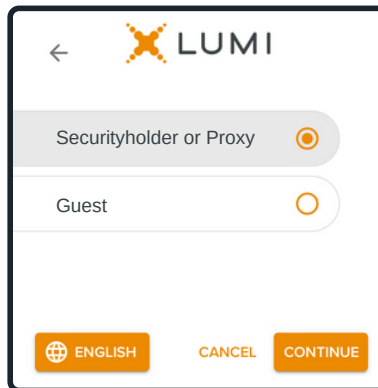 LUMI
Securityholder or Proxy
Guest
ENGLISH
CANCEL
CONTINUE